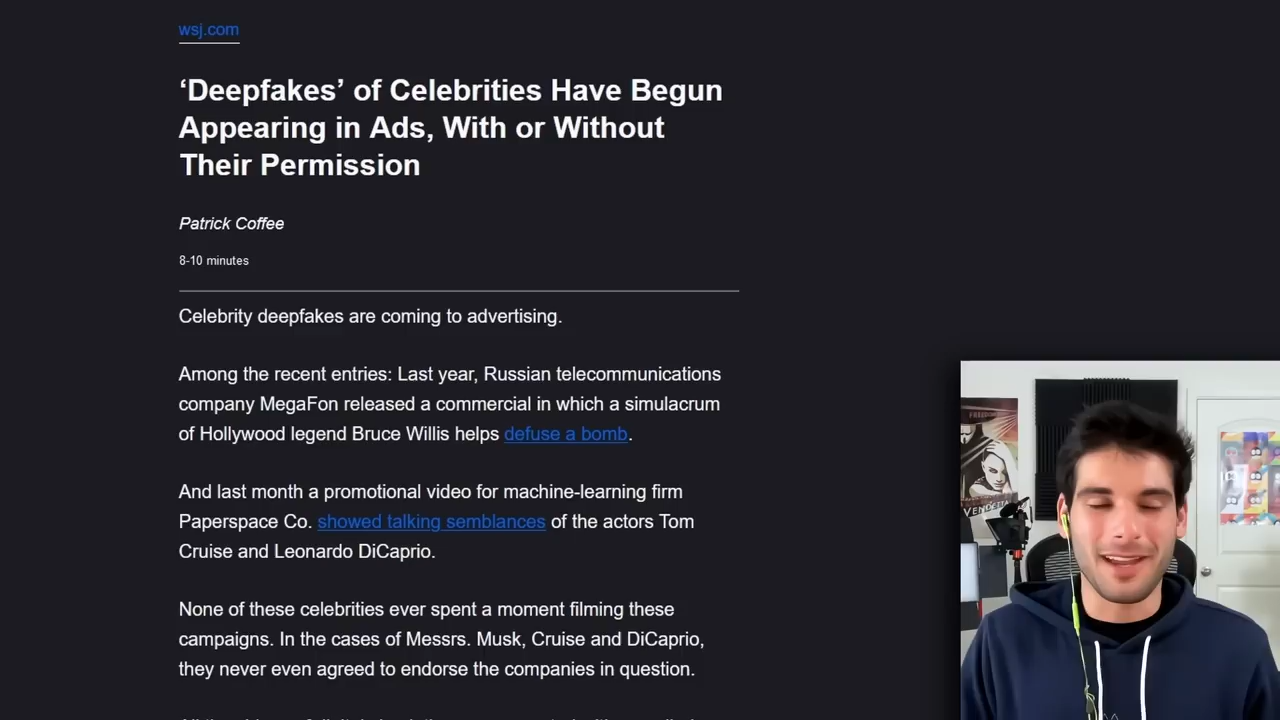 wsj.com
‘Deepfakes’ of Celebrities Have Begun
Appearing in Ads, With or Without
Their Permission
Patrick Coffee
8-10 minutes
Celebrity deepfakes are coming to advertising.
Among the recent entries: Last year, Russian telecommunications
company MegaFon released a commercial in which a simulacrum
of Hollywood legend Bruce Willis helps defuse a bomb.
And last month a promotional video for machine-learning firm
Paperspace Co. showed talking semblances of the actors Tom
Cruise and Leonardo DiCaprio.
None of these celebrities ever spent a moment filming these
campaigns. In the cases of Messrs. Musk, Cruise and DiCaprio,
they never even agreed to endorse the companies in question.
VENDETTA